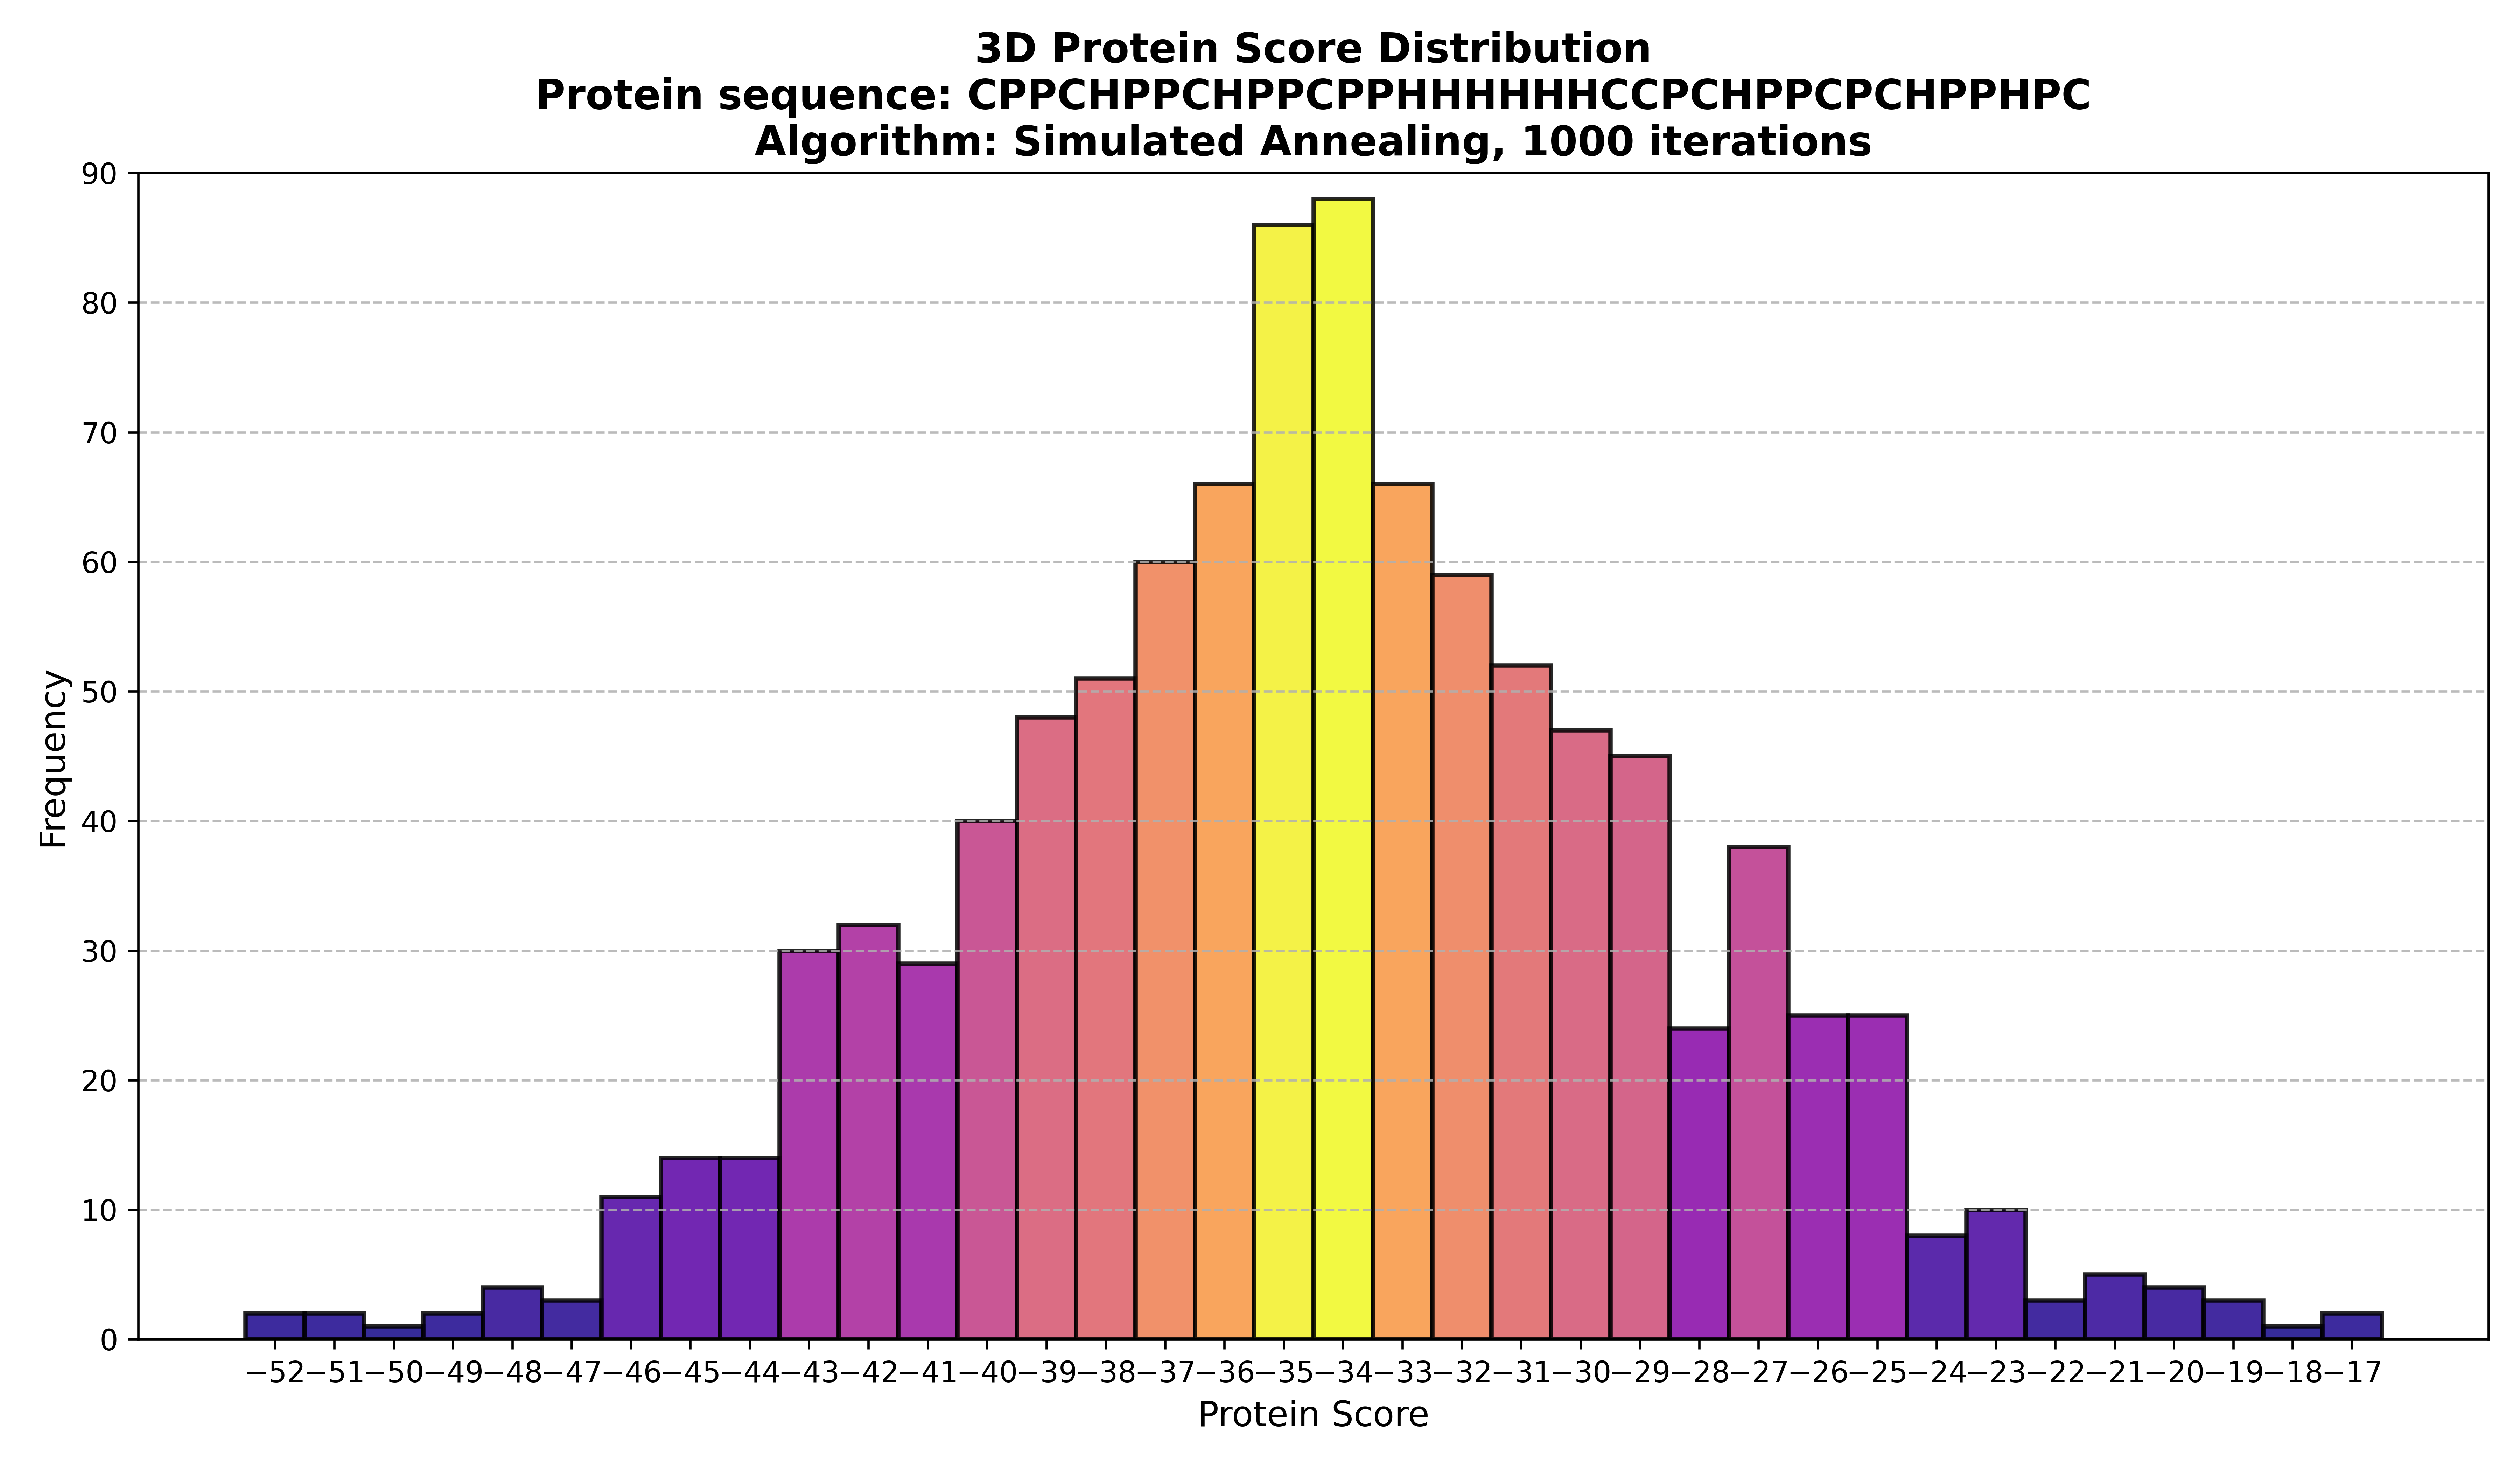 3D Protein Score Distribution
Protein sequence: CPPCHPPCHPPCPPHHHHHHCCPCHPPCPCHPPHPC
Algorithm: Simulated Annealing, 1000 iterations
90
80
70
60
50
40
30
20
10
0
Frequency
−52 −51 −50 −49 −48 −47 −46 −45 −44 −43 −42 −41 −40 −39 −38 −37 −36 −35 −34 −33 −32 −31 −30 −29 −28 −27 −26 −25 −24 −23 −22 −21 −20 −19 −18 −17
Protein Score